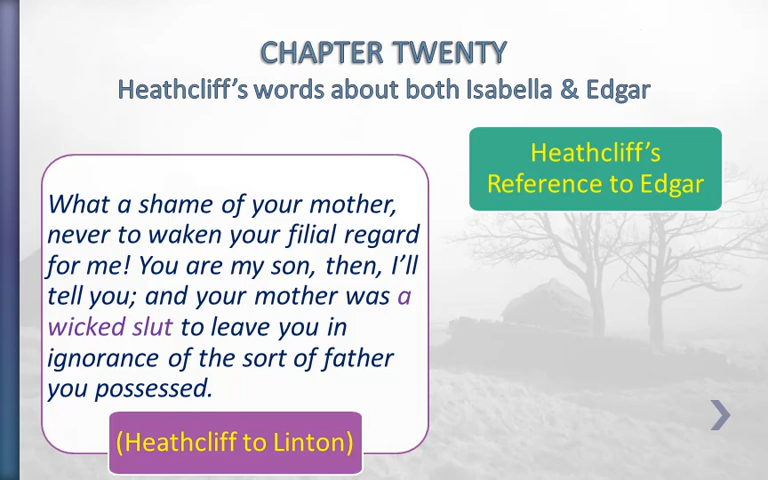 CHAPTER TWENTY
Heathcliff's words about both Isabella & Edgar
Heathcliff's
Reference to Edgar
What a shame of your mother,
never to waken your filial regard
for me! You are my son, then, I'll
tell you; and your mother was a
wicked slut to leave you in
ignorance of the sort of father
you possessed.
(Heathcliff to Linton)